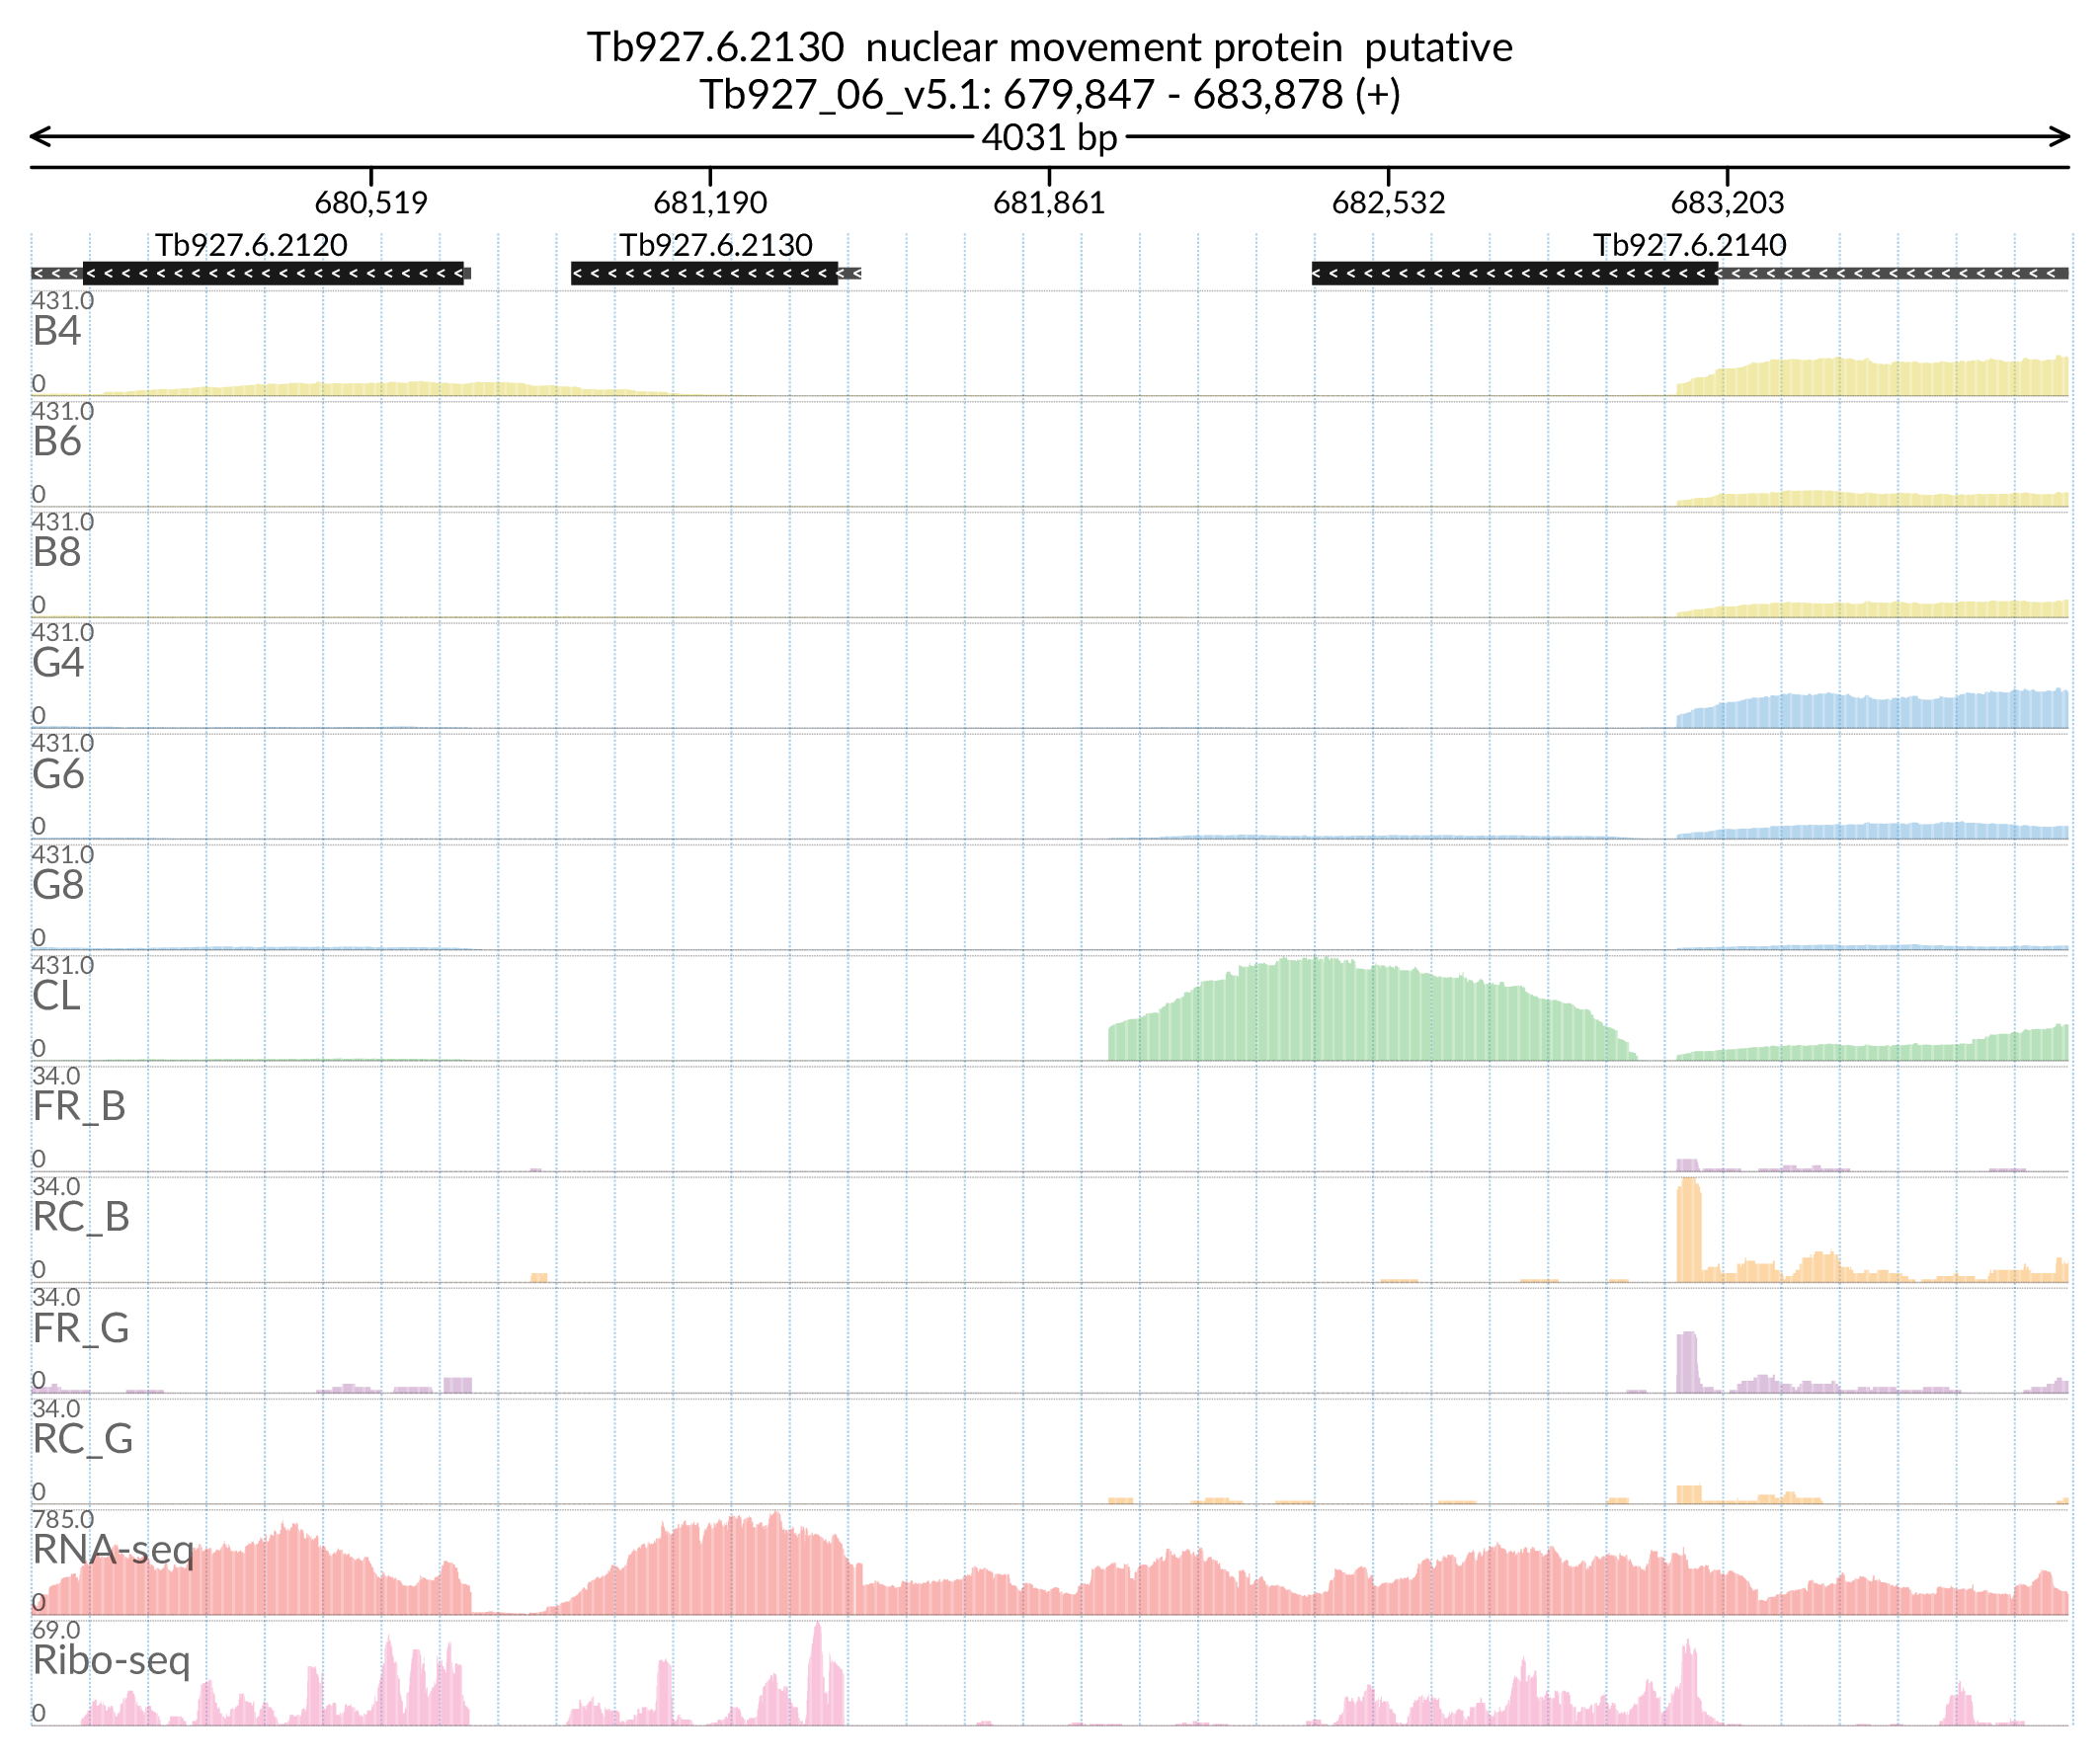 Tb927.6.2130  nuclear movement protein  putative
Tb927_06_v5.1: 679,847 - 683,878 (+)
4031 bp
680,519 681,190 681,861 682,532 683,203
Tb927.6.2120 Tb927.6.2130 Tb927.6.2140
431.0
B4
0
431.0
B6
0
431.0
B8
0
431.0
G4
0
431.0
G6
0
431.0
G8
0
431.0
CL
0
34.0
FR_B
0
34.0
RC_B
0
34.0
FR_G
0
34.0
RC_G
0
785.0
RNA-seq
0
69.0
Ribo-seq
0